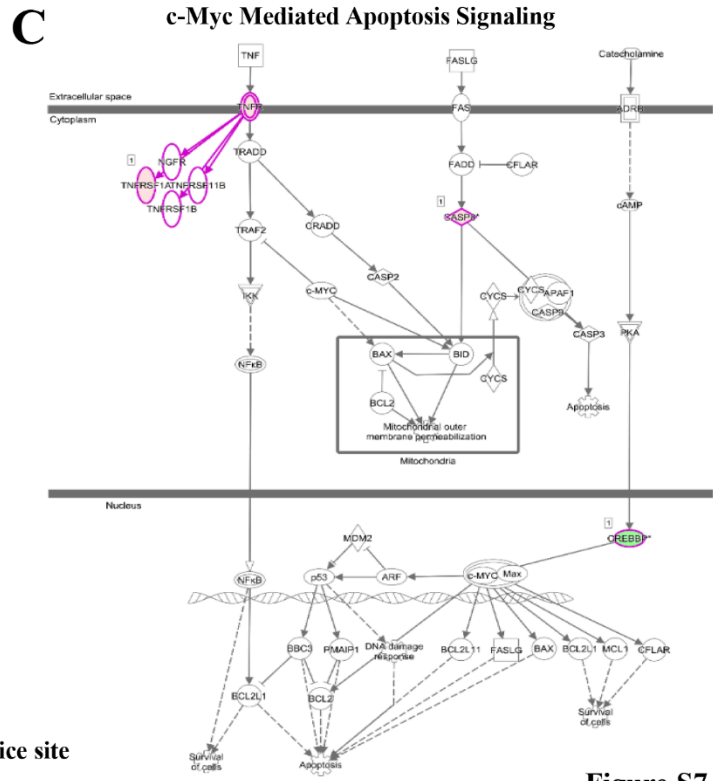 C
c-Myc Mediated Apoptosis Signaling
TNF
FASLG
Catecholamine
Extracellular space
Cytoplasm
TNFR
FAS
ADRB
1
NGFR
TNFRSF1A TNFRSF11B
TNFRSF1B
TRADD
FADD
CFLAR
1
CASP8*
cAMP
TRAF2
CRADD
CASP2
IKK
c-MYC
CYCS
CYCS
APAF1
CASP9
CASP3
PKA
NFκB
BAX
BID
CYCS
BCL2
Apoptosis
Mitochondrial outer
membrane permeabilization
Mitochondria
Nucleus
1
CREBBP*
MDM2
NFκB
p53
ARF
c-MYC
Max
BBC3
PMAIP1
DNA damage
response
BCL2L11
FASLG
BAX
BCL2L1
MCL1
CFLAR
BCL2L1
BCL2
Survival
of cells
Survival
of cells
Apoptosis
ice site
Figure S7